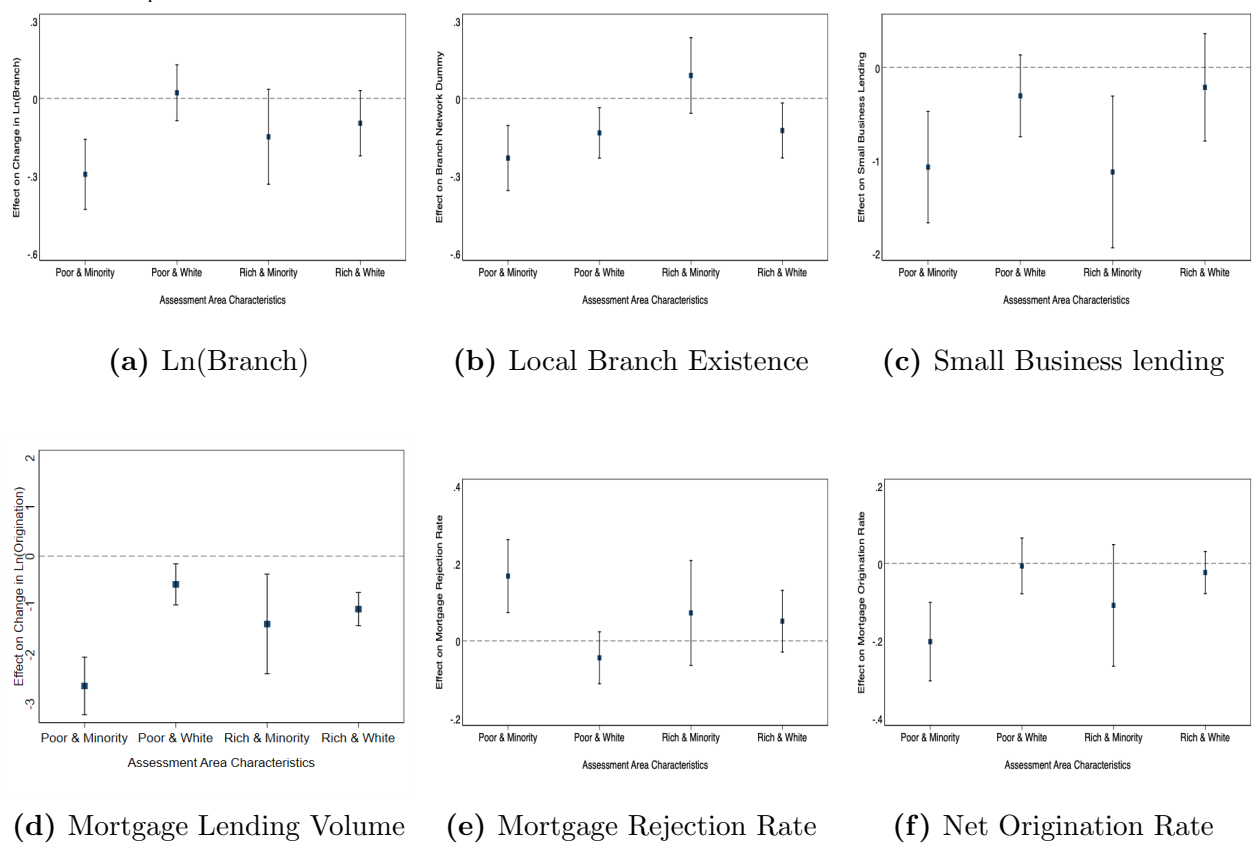 .3
0
-.3
-.6
Effect on Change in Ln(Branch)
Poor & Minority Poor & White Rich & Minority Rich & White
Assessment Area Characteristics
(a) Ln(Branch)
.3
0
-.3
-.6
Effect on Branch Network Dummy
Poor & Minority Poor & White Rich & Minority Rich & White
Assessment Area Characteristics
(b) Local Branch Existence
0
-1
-2
Effect on Small Business Lending
Poor & Minority Poor & White Rich & Minority Rich & White
Assessment Area Characteristics
(c) Small Business lending
2
1
0
-1
-2
-3
Effect on Change in Ln(Origination)
Poor & Minority Poor & White Rich & Minority Rich & White
Assessment Area Characteristics
(d) Mortgage Lending Volume
.4
.2
0
-.2
Effect on Mortgage Rejection Rate
Poor & Minority Poor & White Rich & Minority Rich & White
Assessment Area Characteristics
(e) Mortgage Rejection Rate
.2
0
-.2
-.4
Effect on Mortgage Origination Rate
Poor & Minority Poor & White Rich & Minority Rich & White
Assessment Area Characteristics
(f) Net Origination Rate